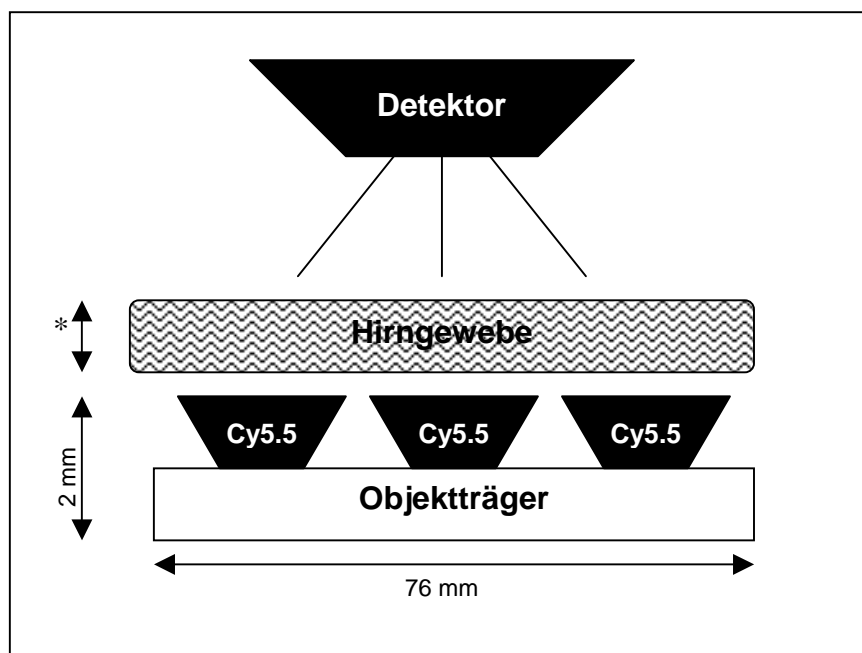 Detektor
*
Hirngewebe
Cy5.5 Cy5.5 Cy5.5
2 mm
Objektträger
76 mm